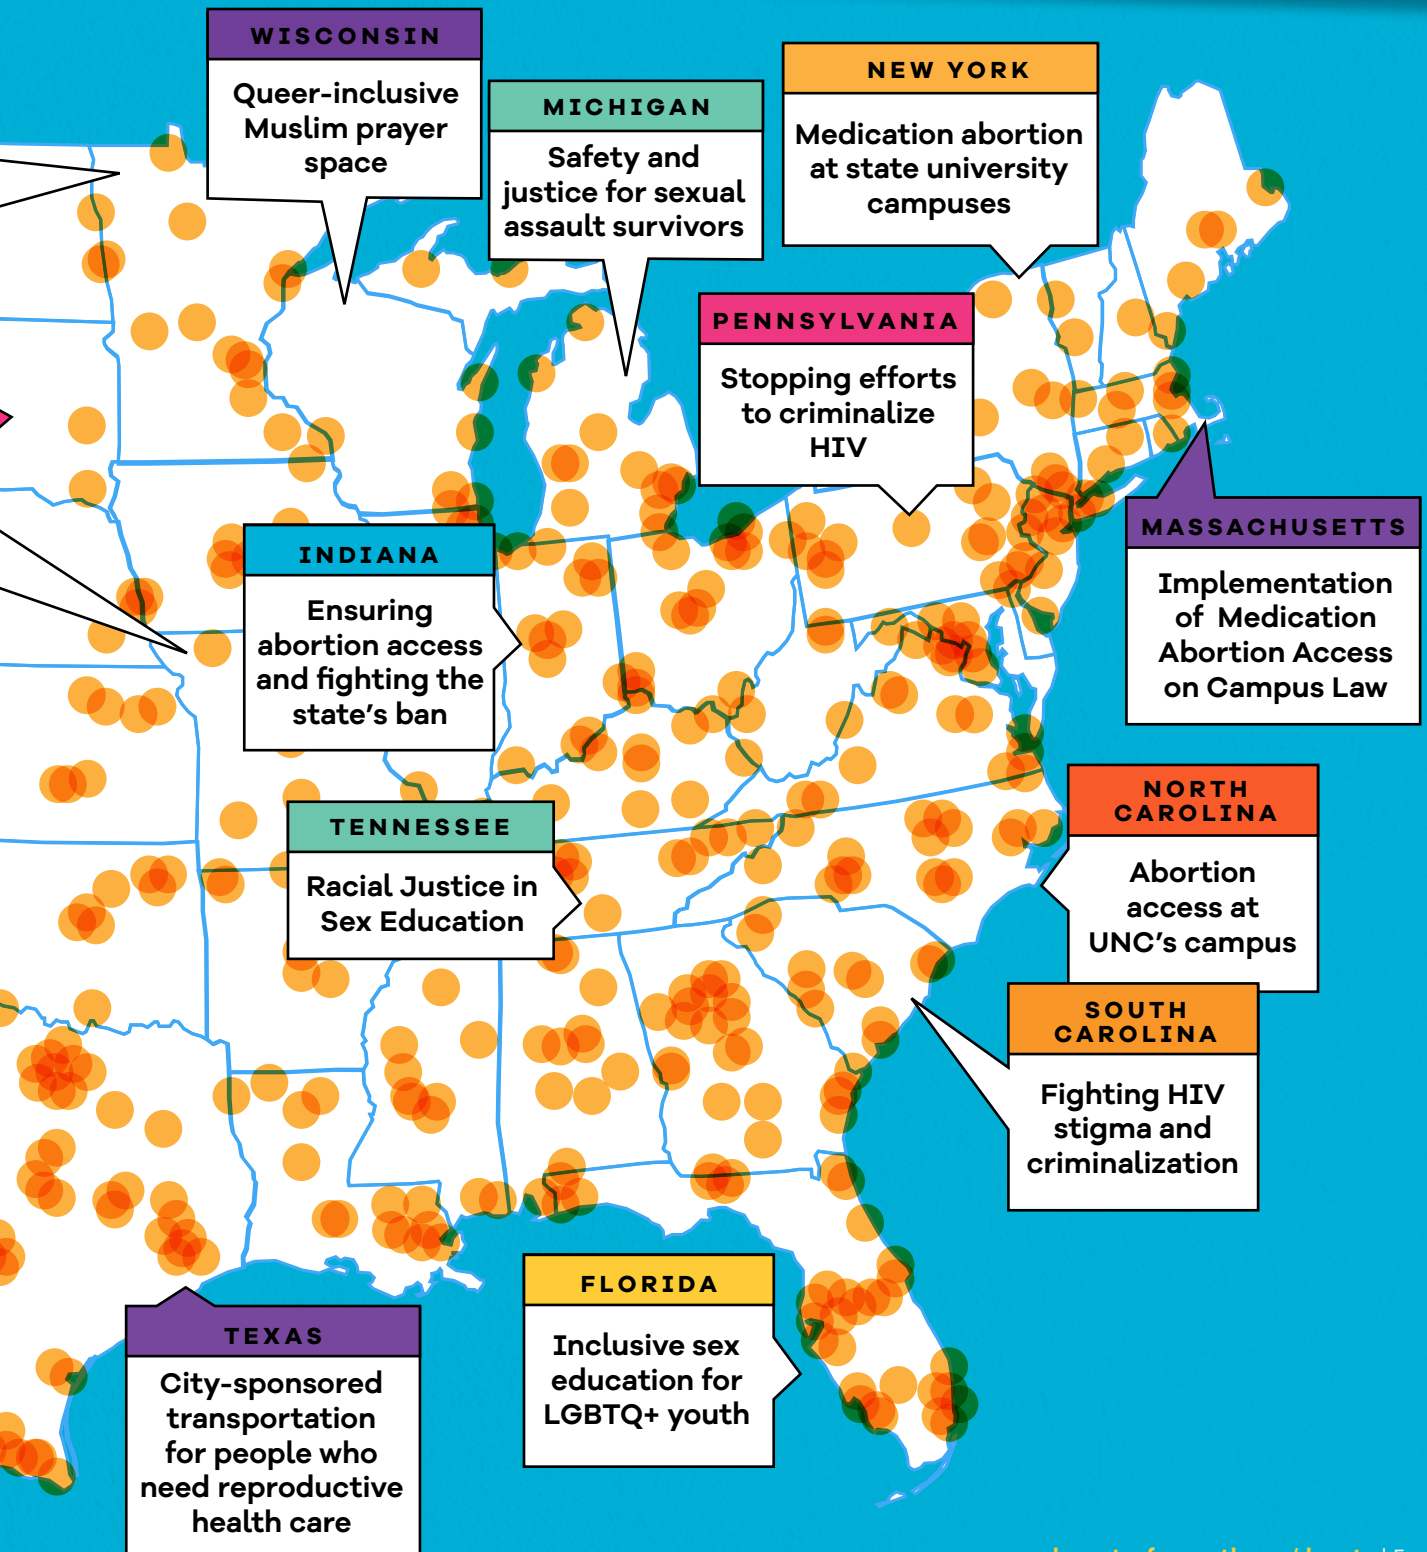 WISCONSIN
Queer-inclusive
Muslim prayer
space
MICHIGAN
Safety and
justice for sexual
assault survivors
NEW YORK
Medication abortion
at state university
campuses
PENNSYLVANIA
Stopping efforts
to criminalize
HIV
MASSACHUSETTS
Implementation
of Medication
Abortion Access
on Campus Law
INDIANA
Ensuring
abortion access
and fighting the
state's ban
NORTH
CAROLINA
Abortion
access at
UNC's campus
TENNESSEE
Racial Justice in
Sex Education
SOUTH
CAROLINA
Fighting HIV
stigma and
criminalization
FLORIDA
Inclusive sex
education for
LGBTQ+ youth
TEXAS
City-sponsored
transportation
for people who
need reproductive
health care